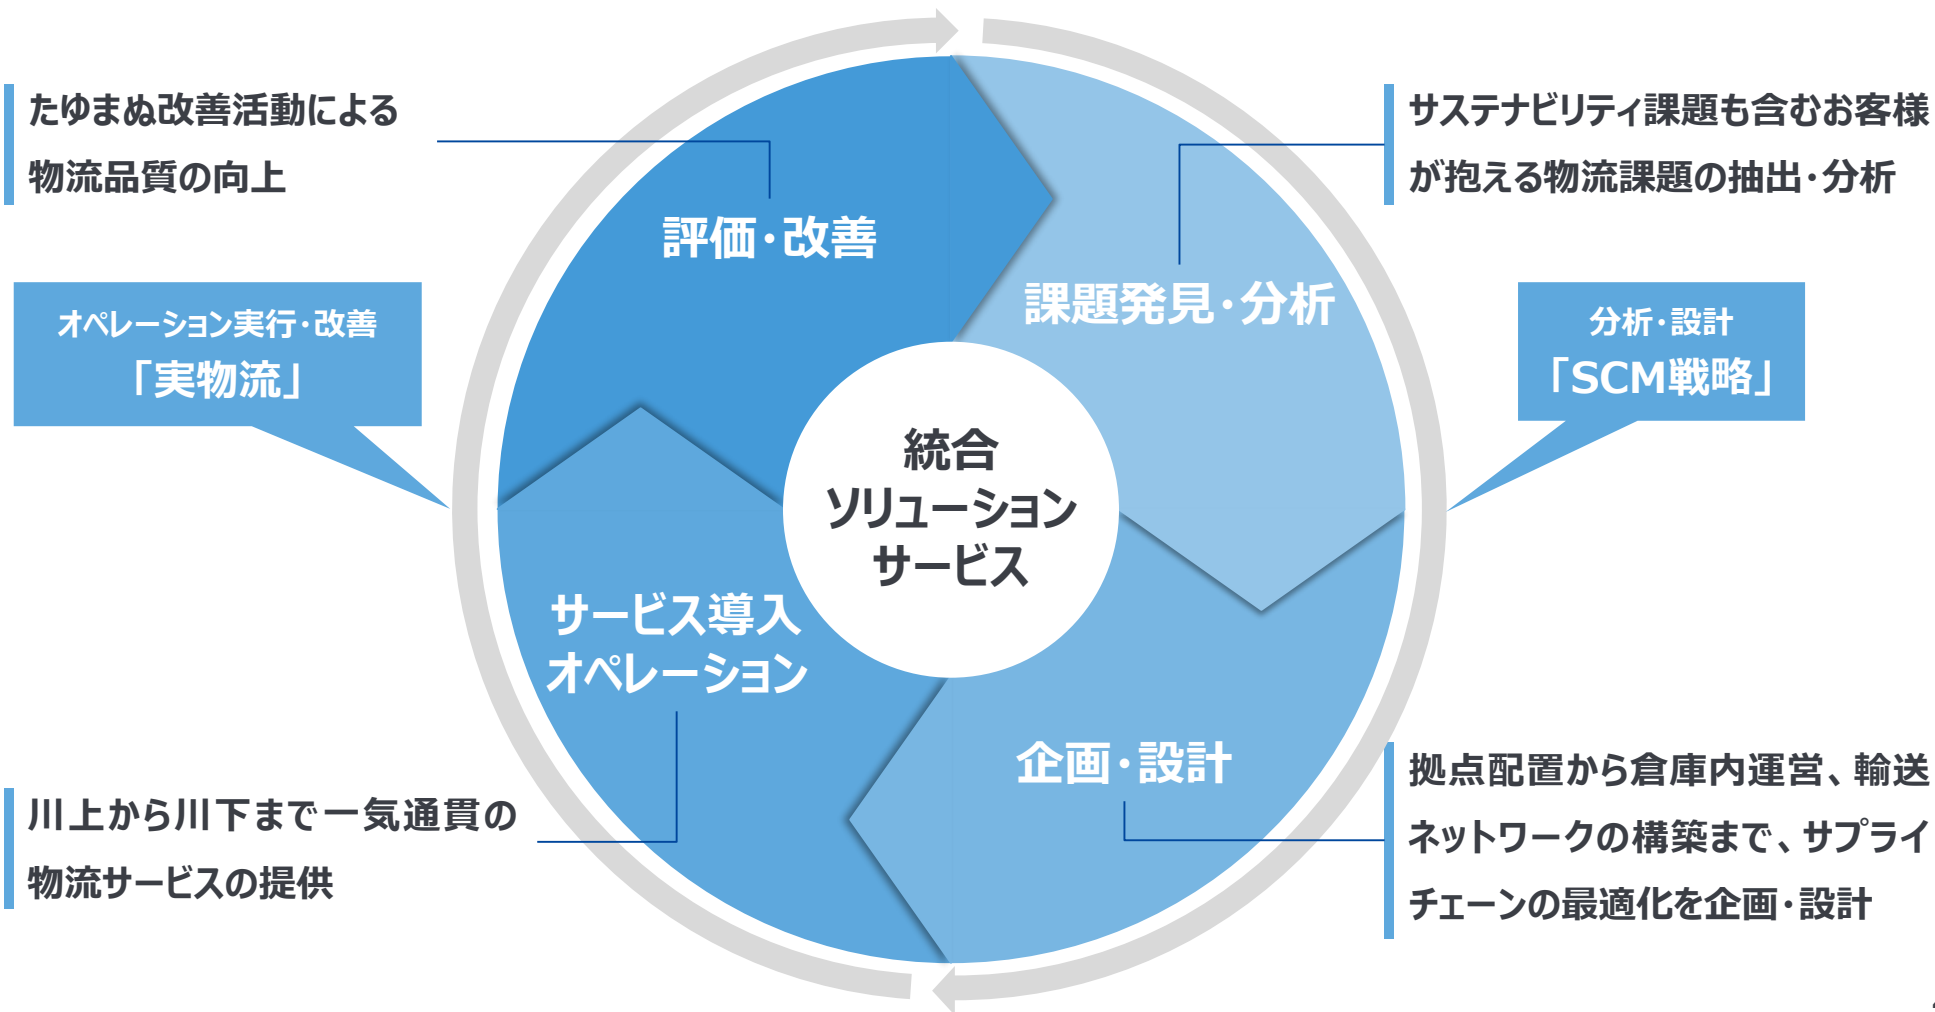 たゆまぬ改善活動による
物流品質の向上
サステナビリティ課題も含むお客様
が抱える物流課題の抽出・分析
評価・改善
課題発見・分析
オペレーション実行・改善
「実物流」
分析・設計
「SCM戦略」
統合
ソリューション
サービス
サービス導入
オペレーション
企画・設計
川上から川下まで一気通貫の
物流サービスの提供
拠点配置から倉庫内運営、輸送
ネットワークの構築まで、サプライ
チェーンの最適化を企画・設計